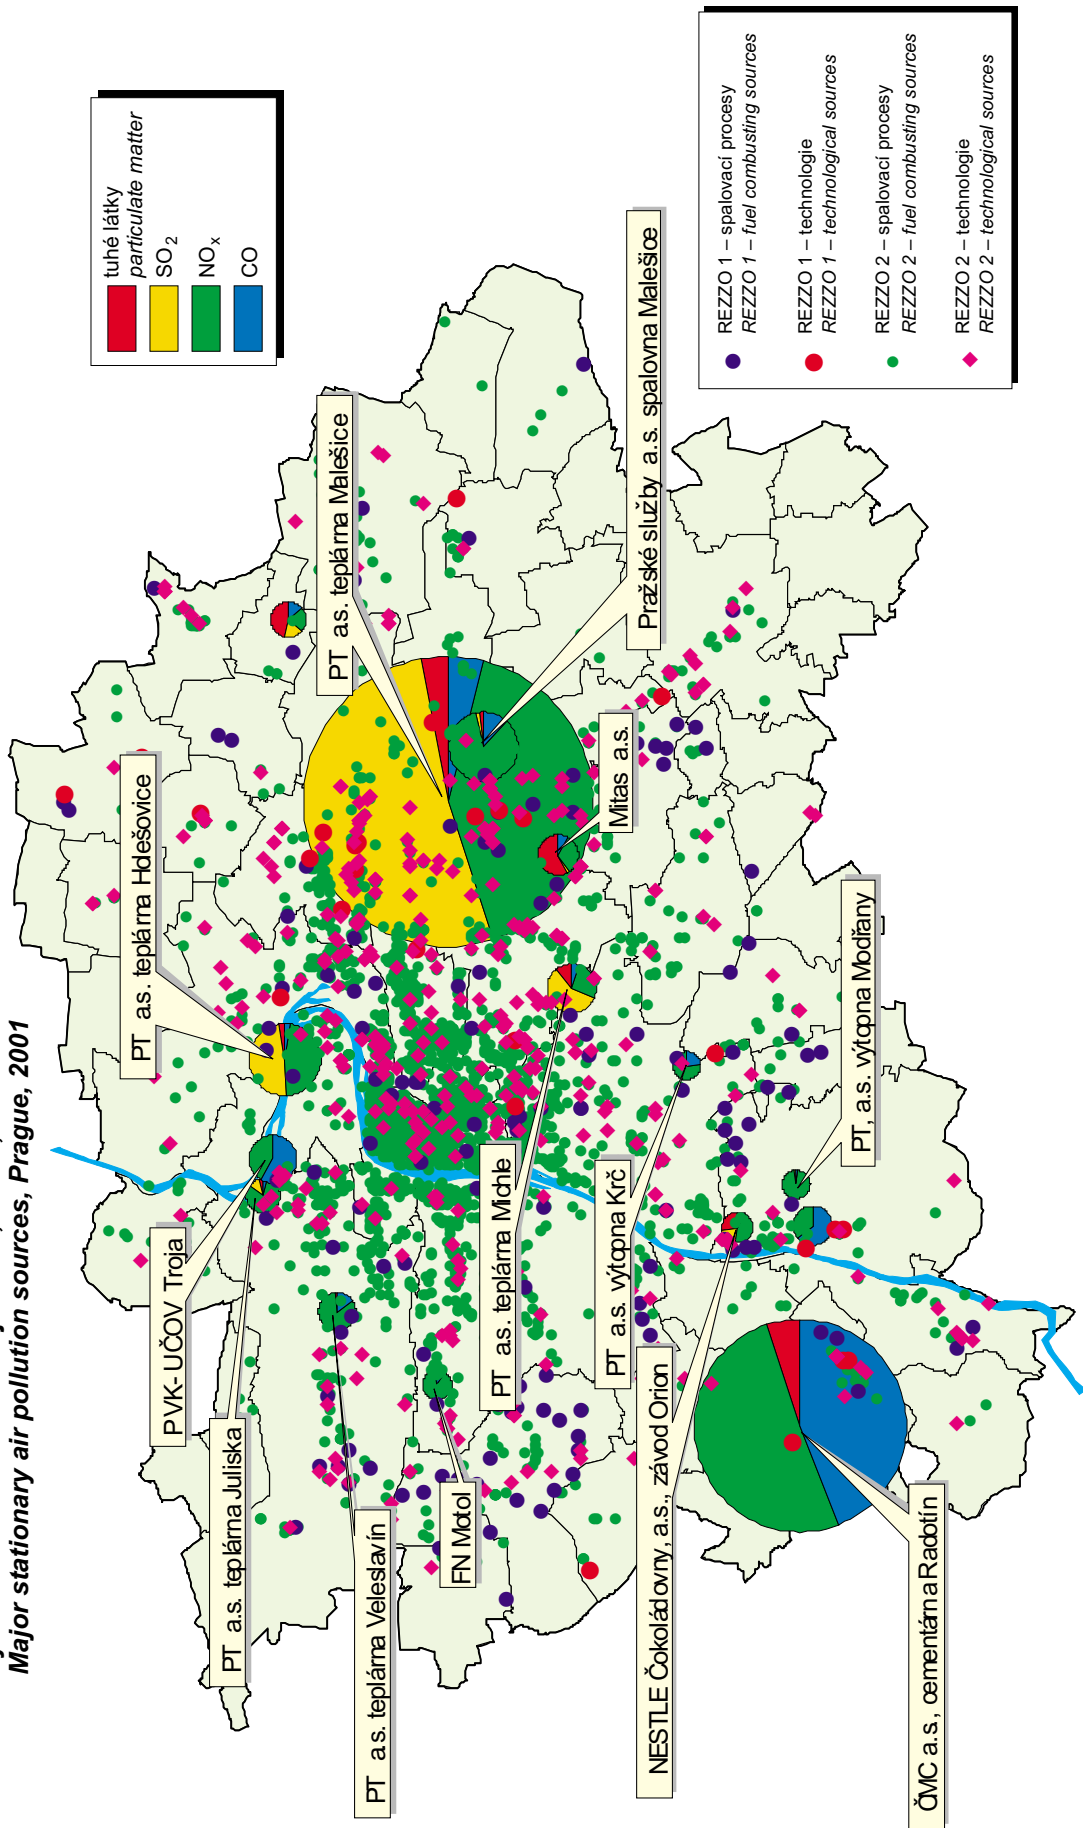 Major stationary air pollution sources, Prague, 2001
tuhé látky
particulate matter
SO2
NOx
CO
REZZO 1 – spalovací procesy
REZZO 1 – fuel combusting sources
REZZO 1 – technologie
REZZO 1 – technological sources
REZZO 2 – spalovací procesy
REZZO 2 – fuel combusting sources
REZZO 2 – technologie
REZZO 2 – technological sources
PT a.s. teplárna Hdešovice
PT a.s. teplárna Malešice
Pražské služby a.s. spalovna Malešice
Mitas a.s.
PVK- UČOV Troja
PT a.s. teplárna Juliska
PT a.s. teplárna Veleslavín
FN Motol
PT a.s. teplárna Michle
PT a.s. výtopna Krč
PT, a.s. výtopna Modřany
NESTLE Čokoládovny, a.s., závod Orion
ČMC a.s., cementárna Radotín